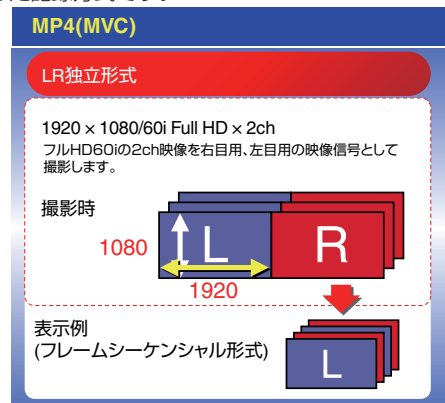 MP4(MVC)
LR独立形式
1920 × 1080/60i Full HD × 2ch
フルHD60iの2ch映像を右目用、左目用の映像信号として
撮影します。
撮影時
L R
1080
1920
表示例
(フレームシーケンシャル形式)
L